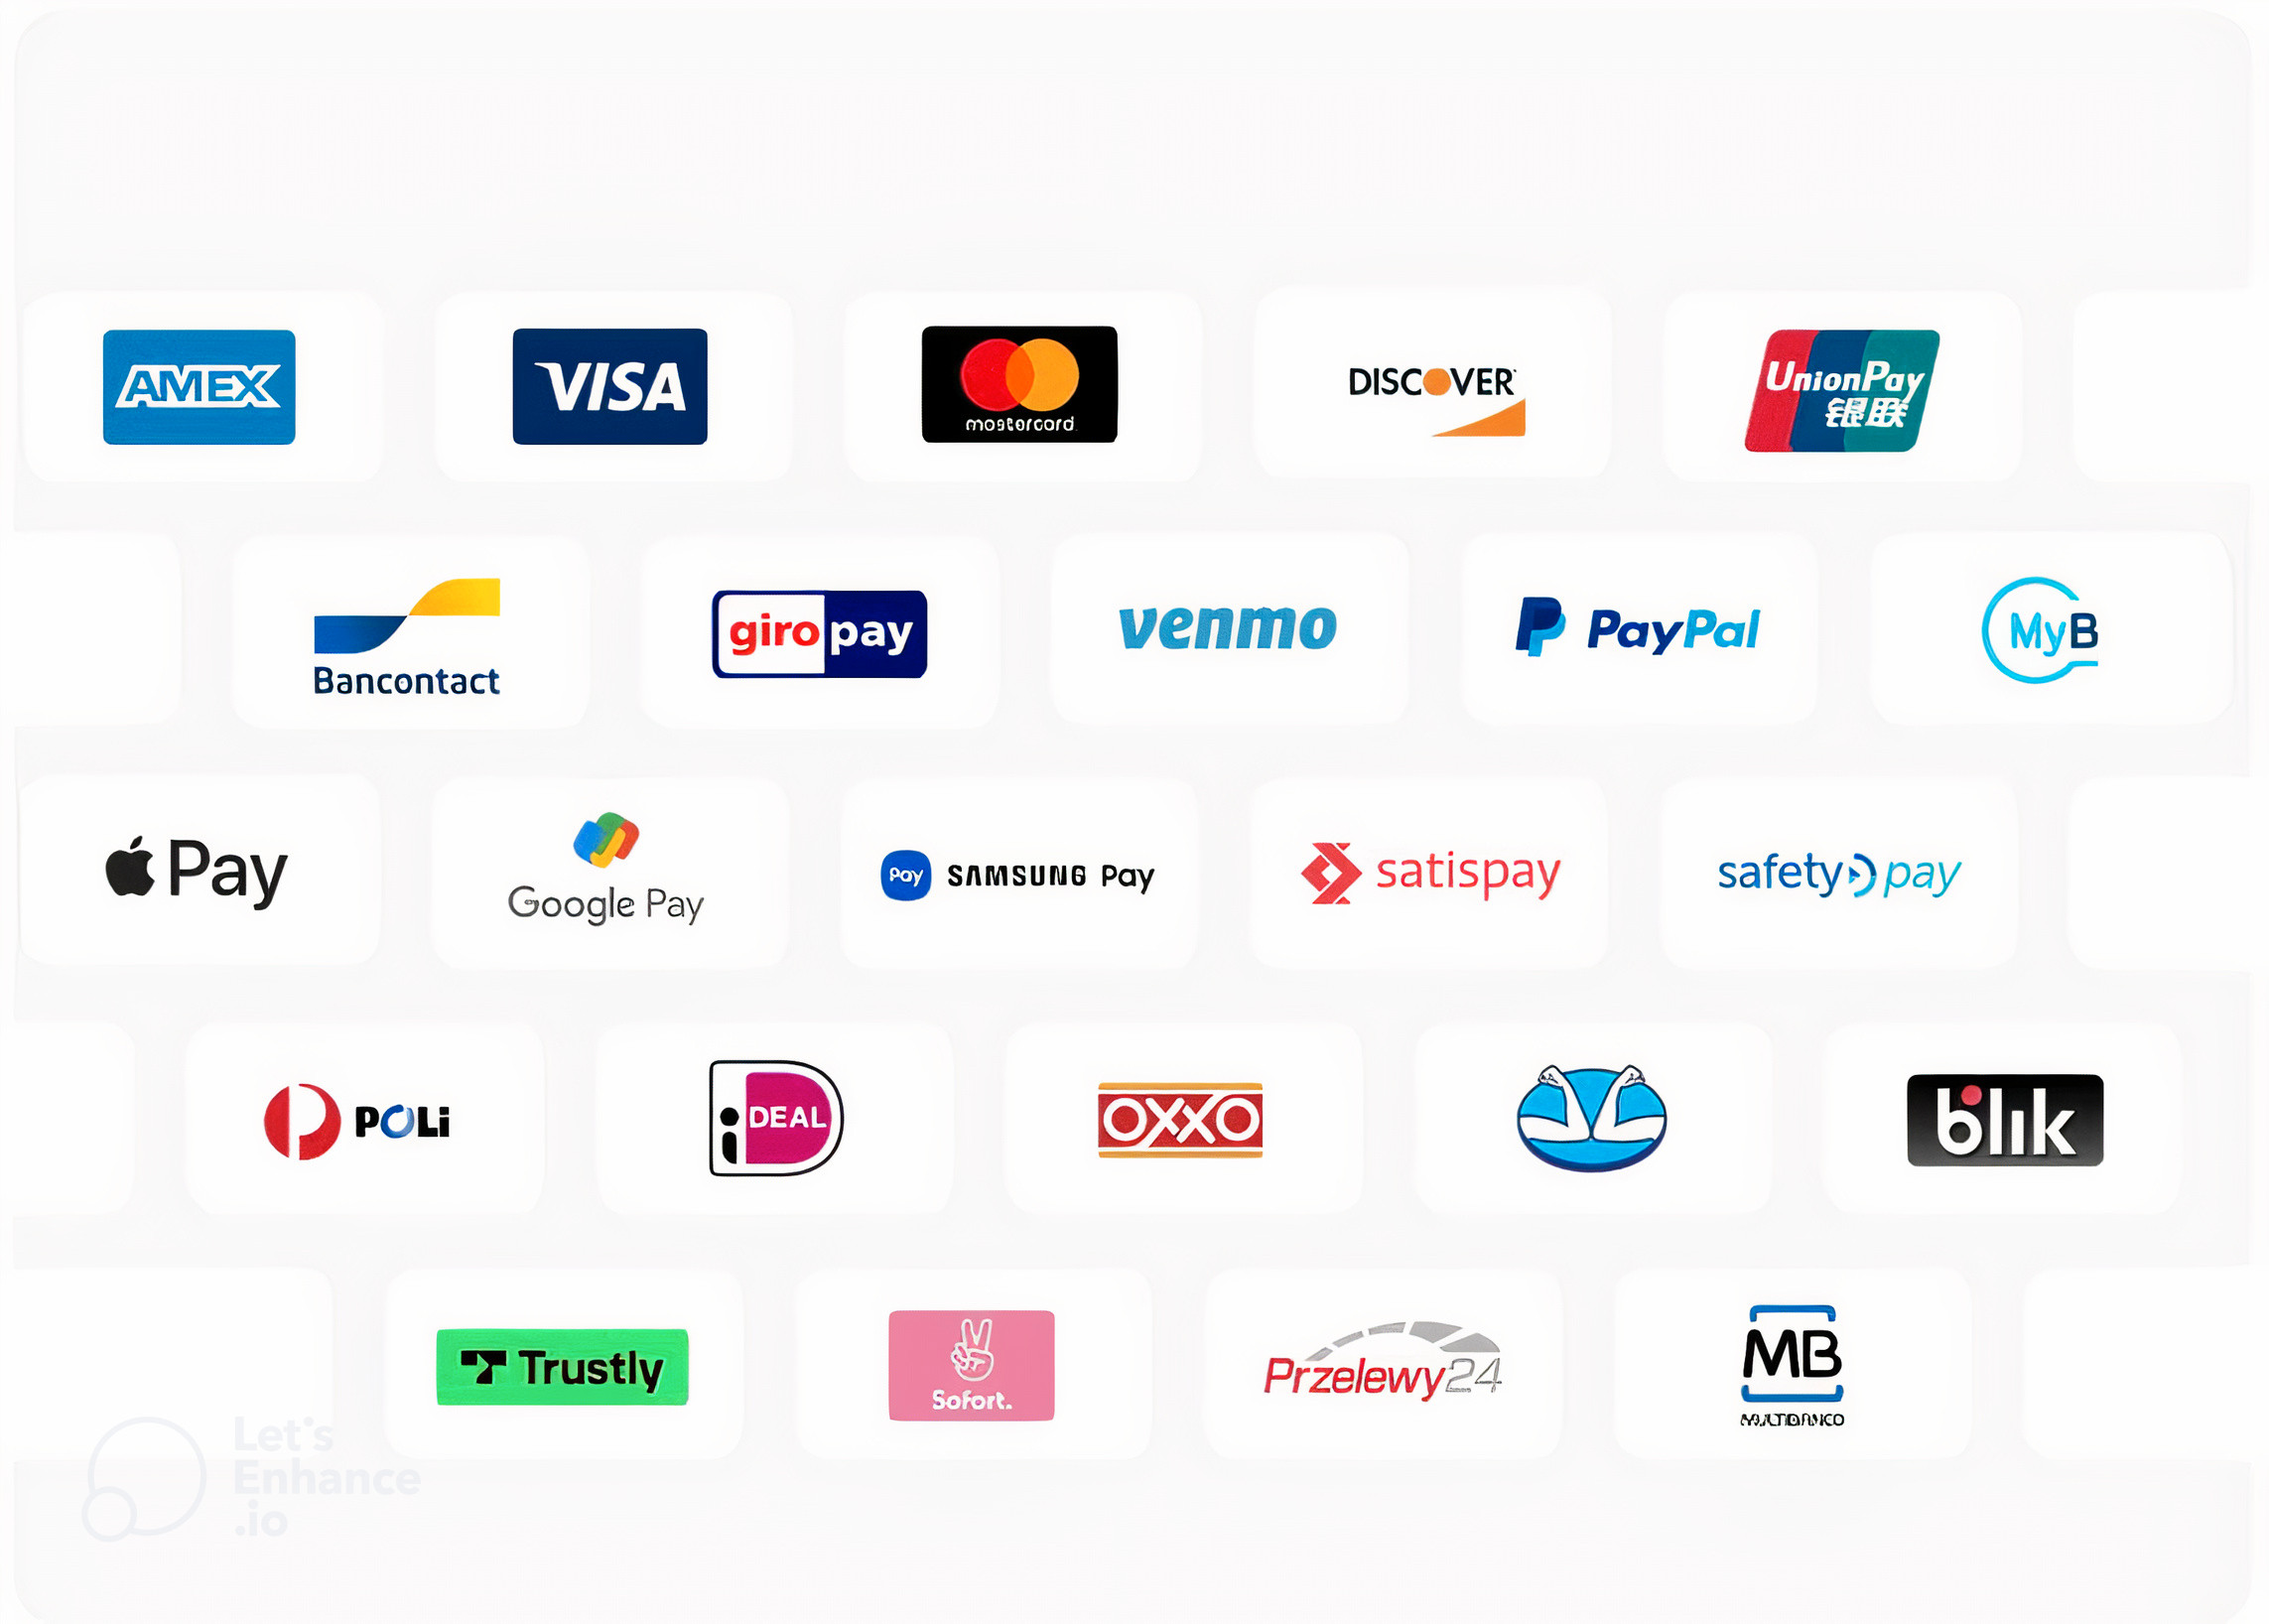 AMEX
VISA
mastercard
DISCOVER
UnionPay
银联
Bancontact
giro pay
venmo
PayPal
MyB
Pay
Google Pay
Pay SAMSUNG Pay
satispay
safety pay
POLi
iDEAL
OXXO
blik
Trustly
Sofort.
Przelewy24
MB
MULTIBANCO
Let's
Enhance
.io